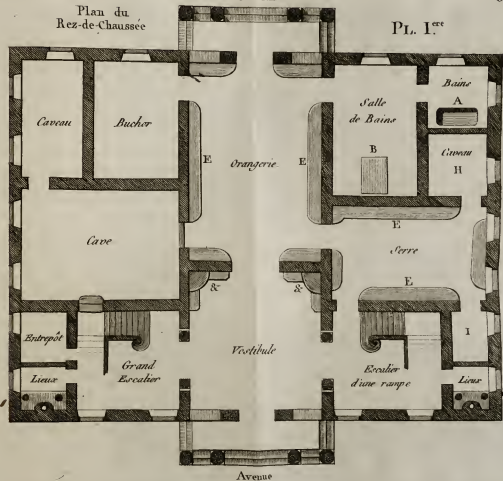 Plan du
Rez-de-Chaussée
Pl. I.ere
Caveau
Bucher
Salle
de Bains
Bains
A
B
Caveau
H
E
Orangerie
E
E
Cave
Serre
E
&
&
Entrepôt
I
Vestibule
Grand
Escalier
Escalier
d'une rampe
Lieux
Lieux
Avenue